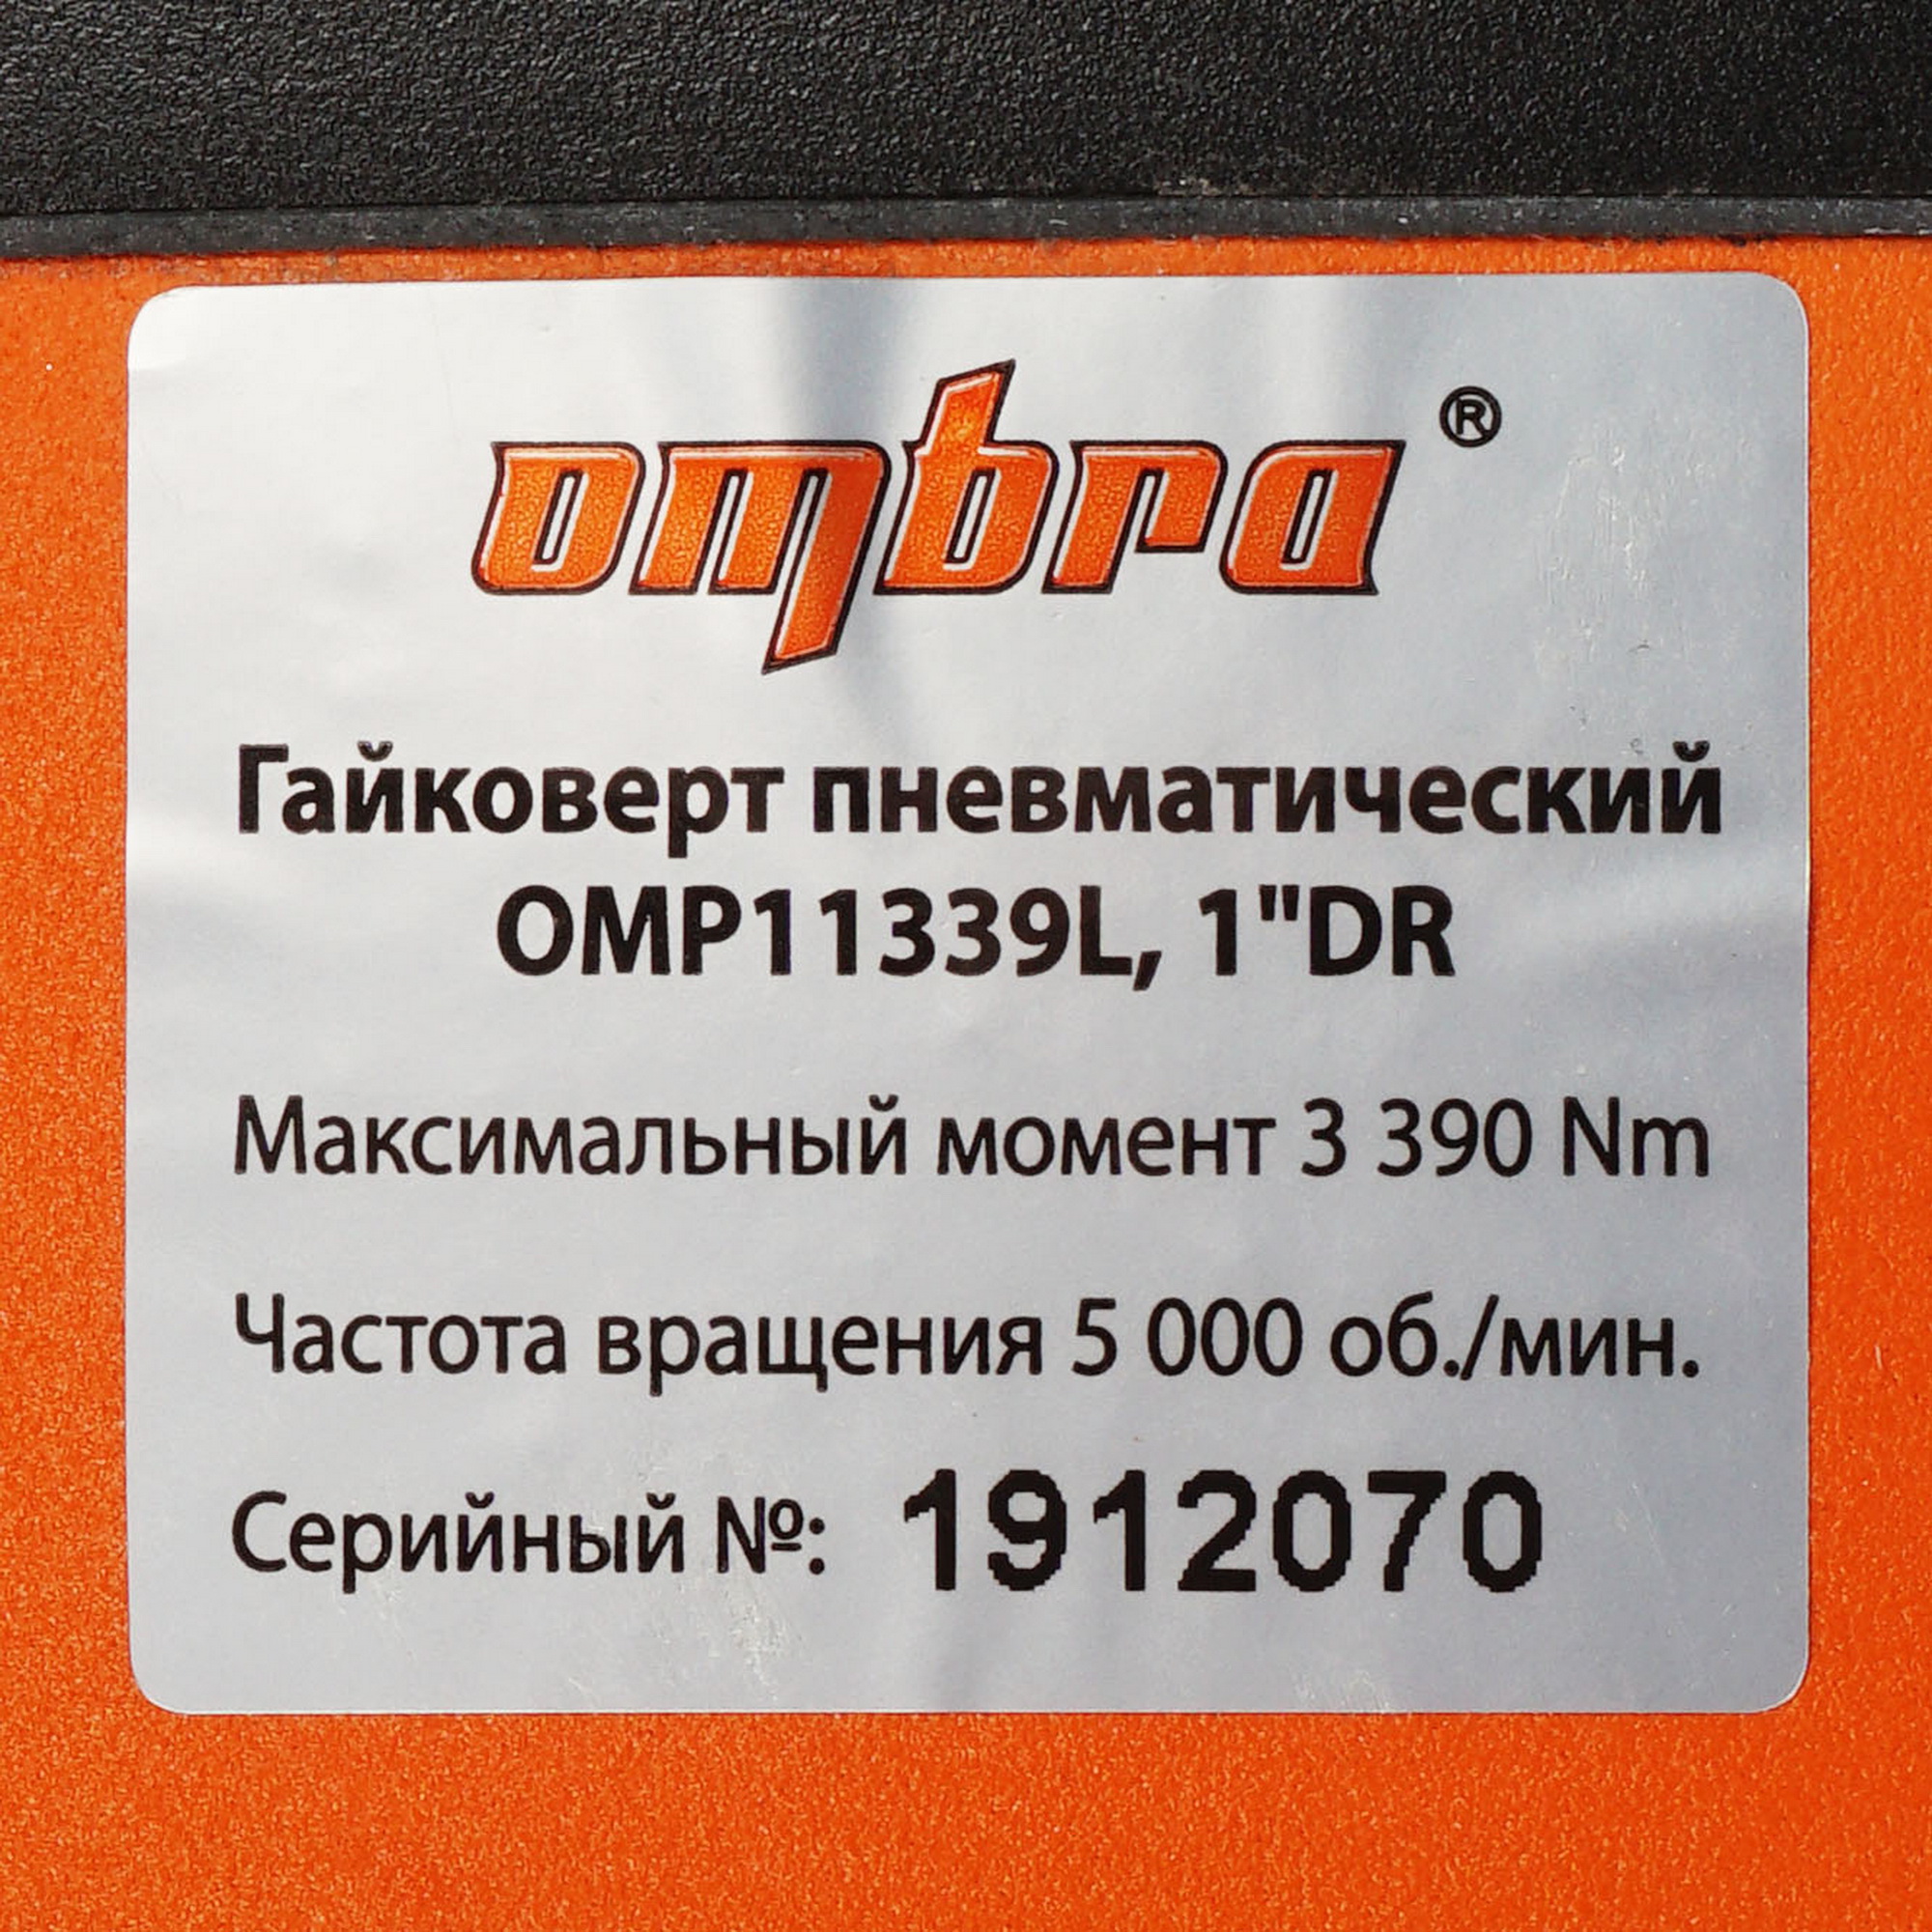 ombra ®
Гайковерт пневматический
OMP11339L, 1"DR
Максимальный момент 3 390 Nm
Частота вращения 5 000 об./мин.
Серийный №: 1912070